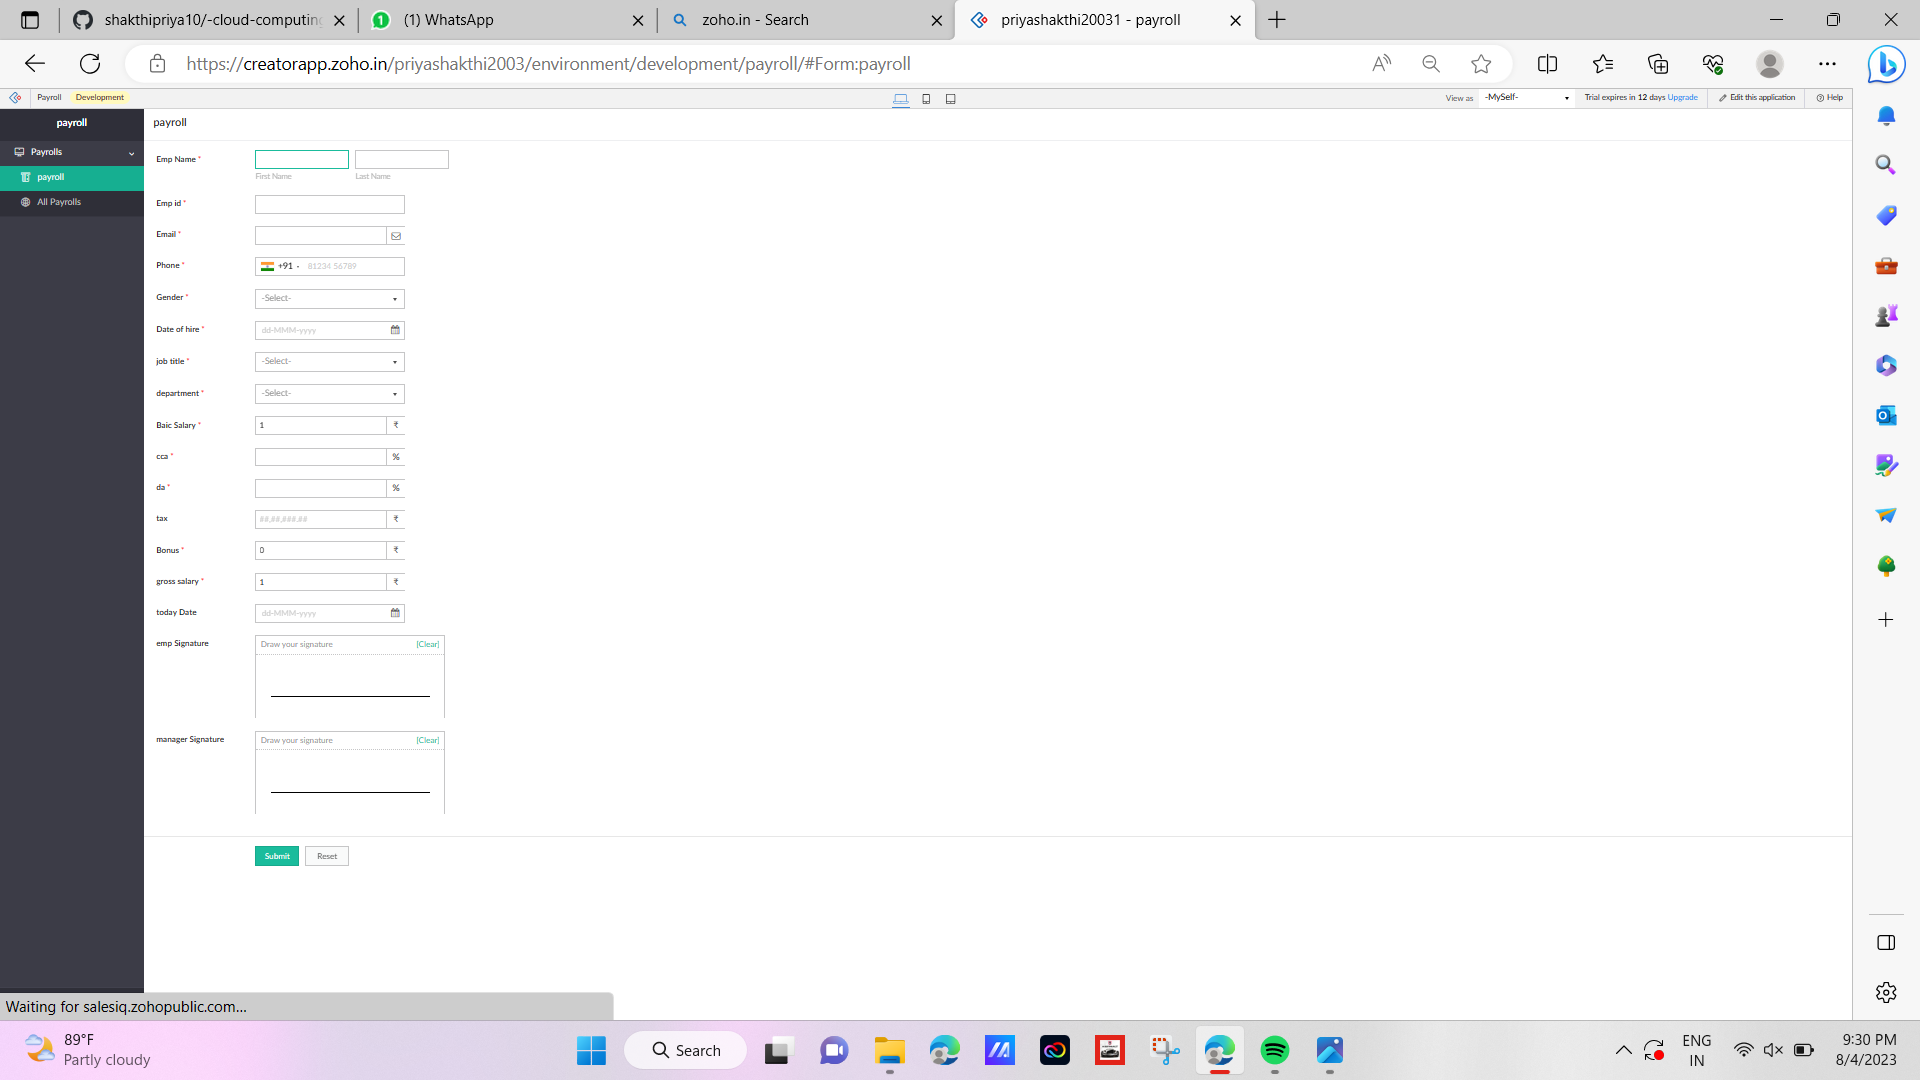 shakthipriya10/-cloud-computing
(1) WhatsApp
zoho.in - Search
priyashakthi20031 - payroll
https://creatorapp.zoho.in/priyashakthi2003/environment/development/payroll/#Form:payroll
Payroll Development
View as -MySelf- Trial expires in 12 days Upgrade Edit this application Help
payroll
payroll
Payrolls
payroll
All Payrolls
Emp Name *
First Name Last Name
Emp id *
Email *
Phone * +91 81234 56789
Gender * -Select-
Date of hire * dd-MMM-yyyy
job title * -Select-
department * -Select-
Baic Salary * 1 ₹
cca * %
da * %
tax ##,##,###.## ₹
Bonus * 0 ₹
gross salary * 1 ₹
today Date dd-MMM-yyyy
emp Signature Draw your signature [Clear]
manager Signature Draw your signature [Clear]
Submit Reset
Waiting for salesiq.zohopublic.com...
89°F
Partly cloudy
Search
ENG
IN
9:30 PM
8/4/2023